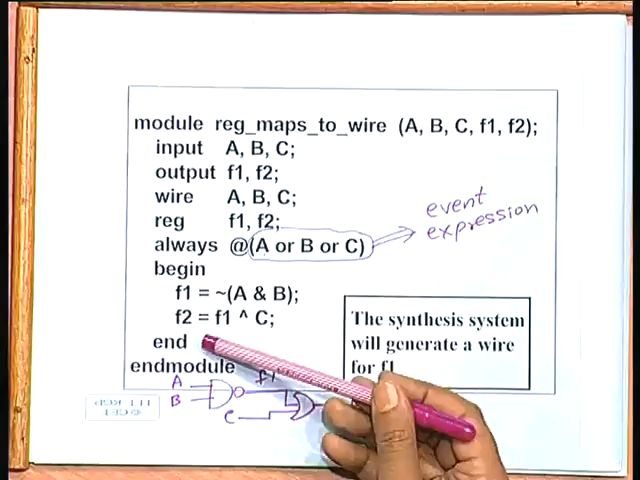 module reg_maps_to_wire (A, B, C, f1, f2);
input A, B, C;
output f1, f2;
wire A, B, C;
reg f1, f2;
always @(A or B or C)
event
expression
begin
f1 = ~(A & B);
f2 = f1 ^ C;
end
endmodule
The synthesis system
will generate a wire
for f1
A
B
f1
C